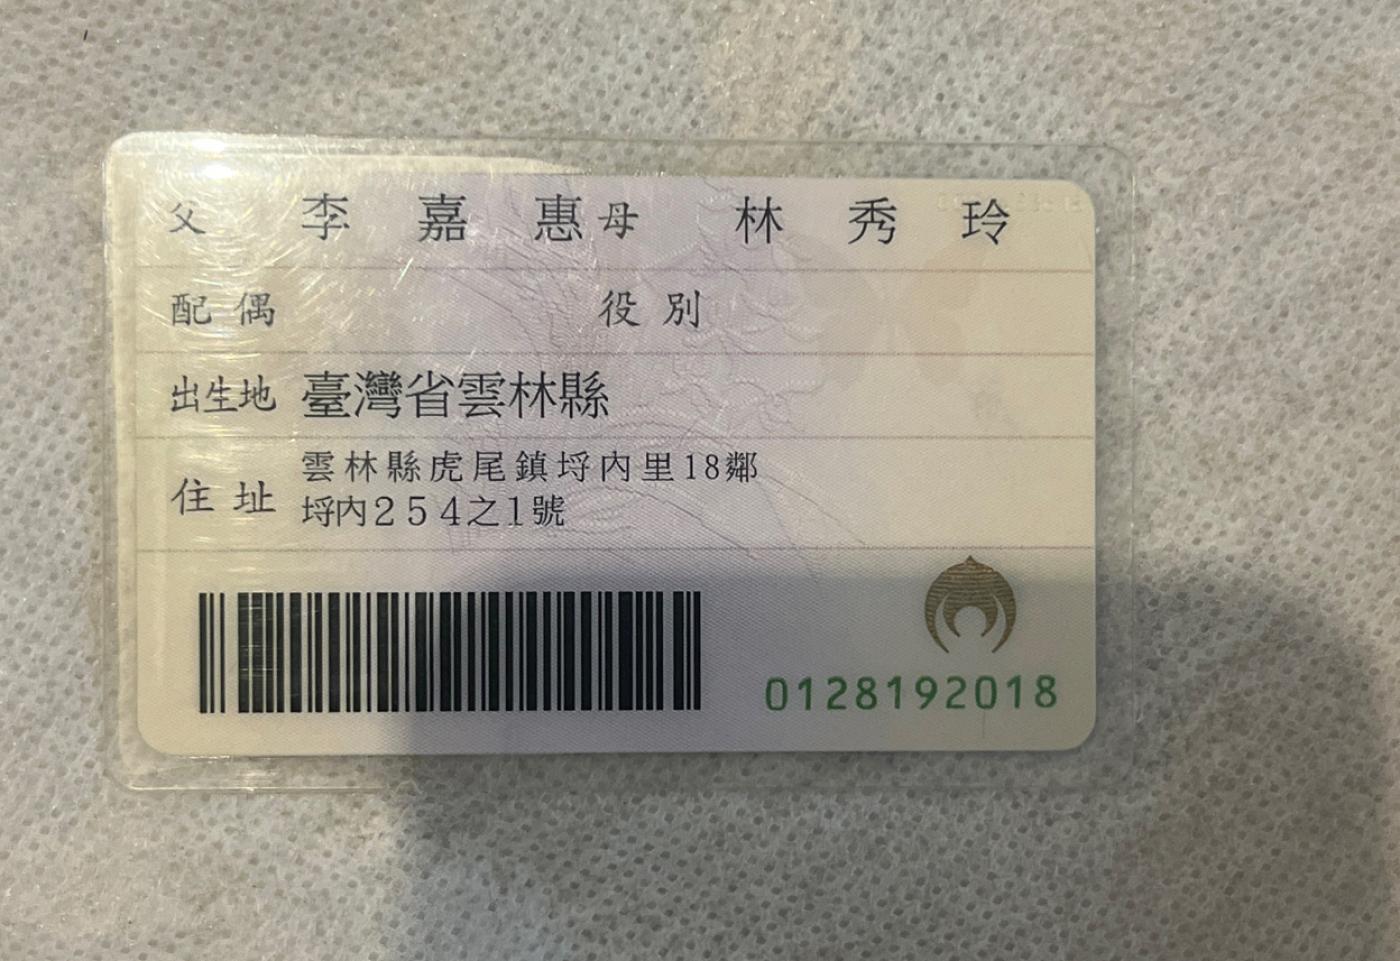 父 李嘉惠 母 林秀玲
配偶 役別
出生地 臺灣省雲林縣
住址 雲林縣虎尾鎮埒內里18鄰
埒內254之1號
0128192018